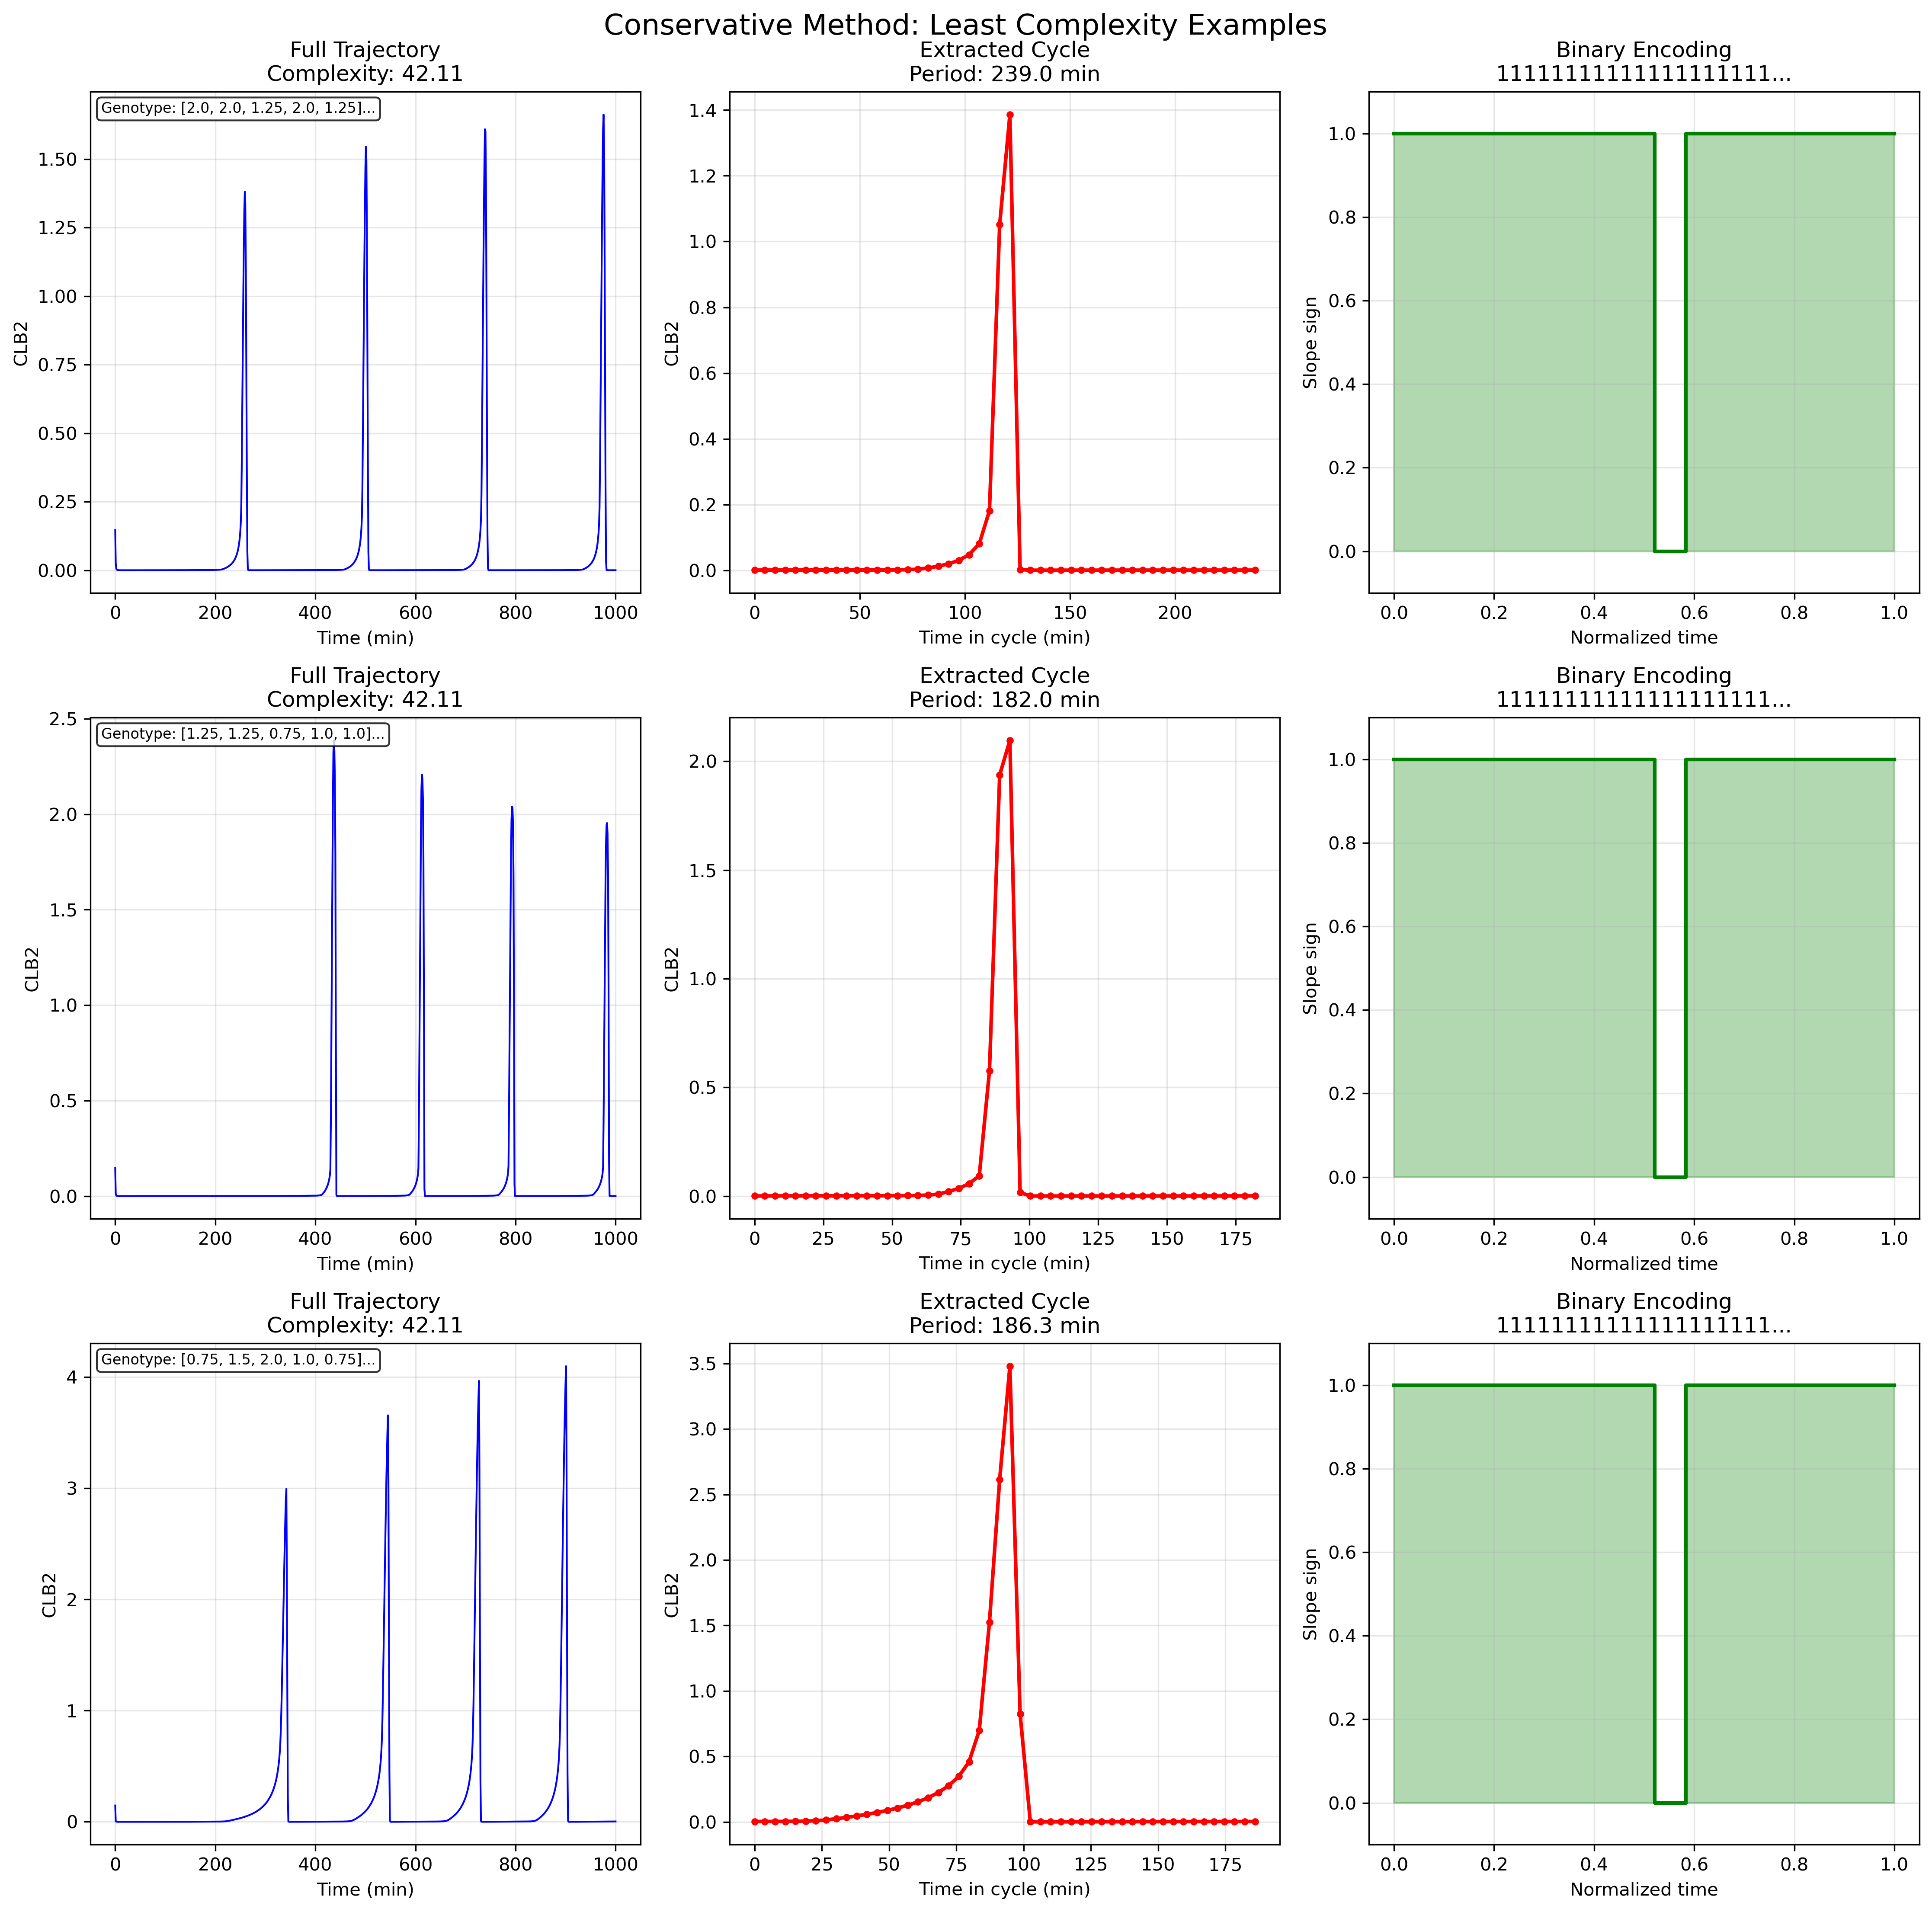 Conservative Method: Least Complexity Examples
Full Trajectory
Complexity: 42.11
Genotype: [2.0, 2.0, 1.25, 2.0, 1.25]...
CLB2
1.50
1.25
1.00
0.75
0.50
0.25
0.00
0 200 400 600 800 1000
Time (min)
Extracted Cycle
Period: 239.0 min
CLB2
1.4
1.2
1.0
0.8
0.6
0.4
0.2
0.0
0 50 100 150 200
Time in cycle (min)
Binary Encoding
11111111111111111111...
Slope sign
1.0
0.8
0.6
0.4
0.2
0.0
0.0 0.2 0.4 0.6 0.8 1.0
Normalized time
Full Trajectory
Complexity: 42.11
Genotype: [1.25, 1.25, 0.75, 1.0, 1.0]...
CLB2
2.5
2.0
1.5
1.0
0.5
0.0
0 200 400 600 800 1000
Time (min)
Extracted Cycle
Period: 182.0 min
CLB2
2.0
1.5
1.0
0.5
0.0
0 25 50 75 100 125 150 175
Time in cycle (min)
Binary Encoding
11111111111111111111...
Slope sign
1.0
0.8
0.6
0.4
0.2
0.0
0.0 0.2 0.4 0.6 0.8 1.0
Normalized time
Full Trajectory
Complexity: 42.11
Genotype: [0.75, 1.5, 2.0, 1.0, 0.75]...
CLB2
4
3
2
1
0
0 200 400 600 800 1000
Time (min)
Extracted Cycle
Period: 186.3 min
CLB2
3.5
3.0
2.5
2.0
1.5
1.0
0.5
0.0
0 25 50 75 100 125 150 175
Time in cycle (min)
Binary Encoding
11111111111111111111...
Slope sign
1.0
0.8
0.6
0.4
0.2
0.0
0.0 0.2 0.4 0.6 0.8 1.0
Normalized time